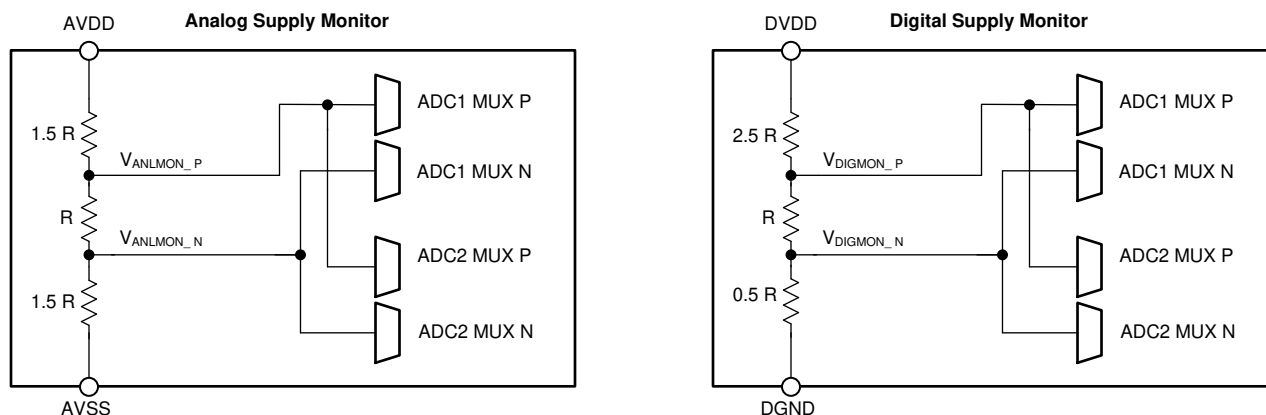 AVDD
Analog Supply Monitor
1.5 R
V_ANLMON_P
R
V_ANLMON_N
1.5 R
AVSS
ADC1 MUX P
ADC1 MUX N
ADC2 MUX P
ADC2 MUX N
DVDD
Digital Supply Monitor
2.5 R
V_DIGMON_P
R
V_DIGMON_N
0.5 R
DGND
ADC1 MUX P
ADC1 MUX N
ADC2 MUX P
ADC2 MUX N